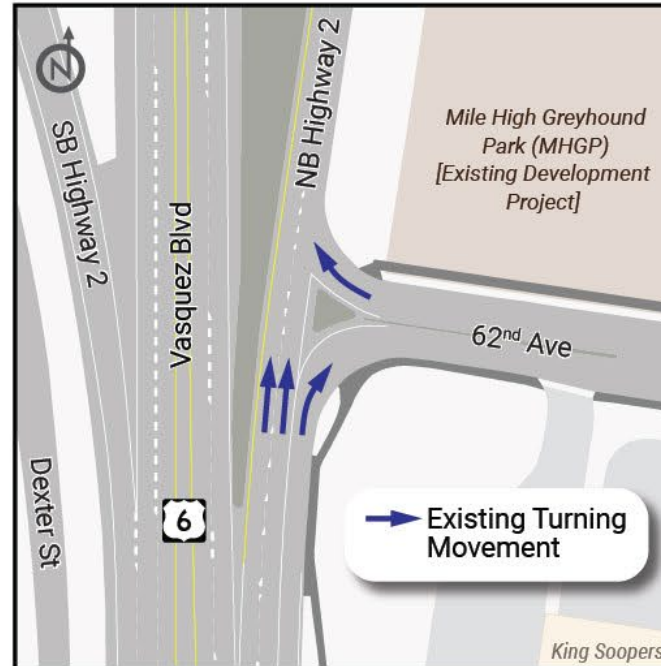 N
SB Highway 2
Vasquez Blvd
NB Highway 2
Mile High Greyhound
Park (MHGP)
[Existing Development
Project]
62nd Ave
Dexter St
6
Existing Turning
Movement
King Soopers